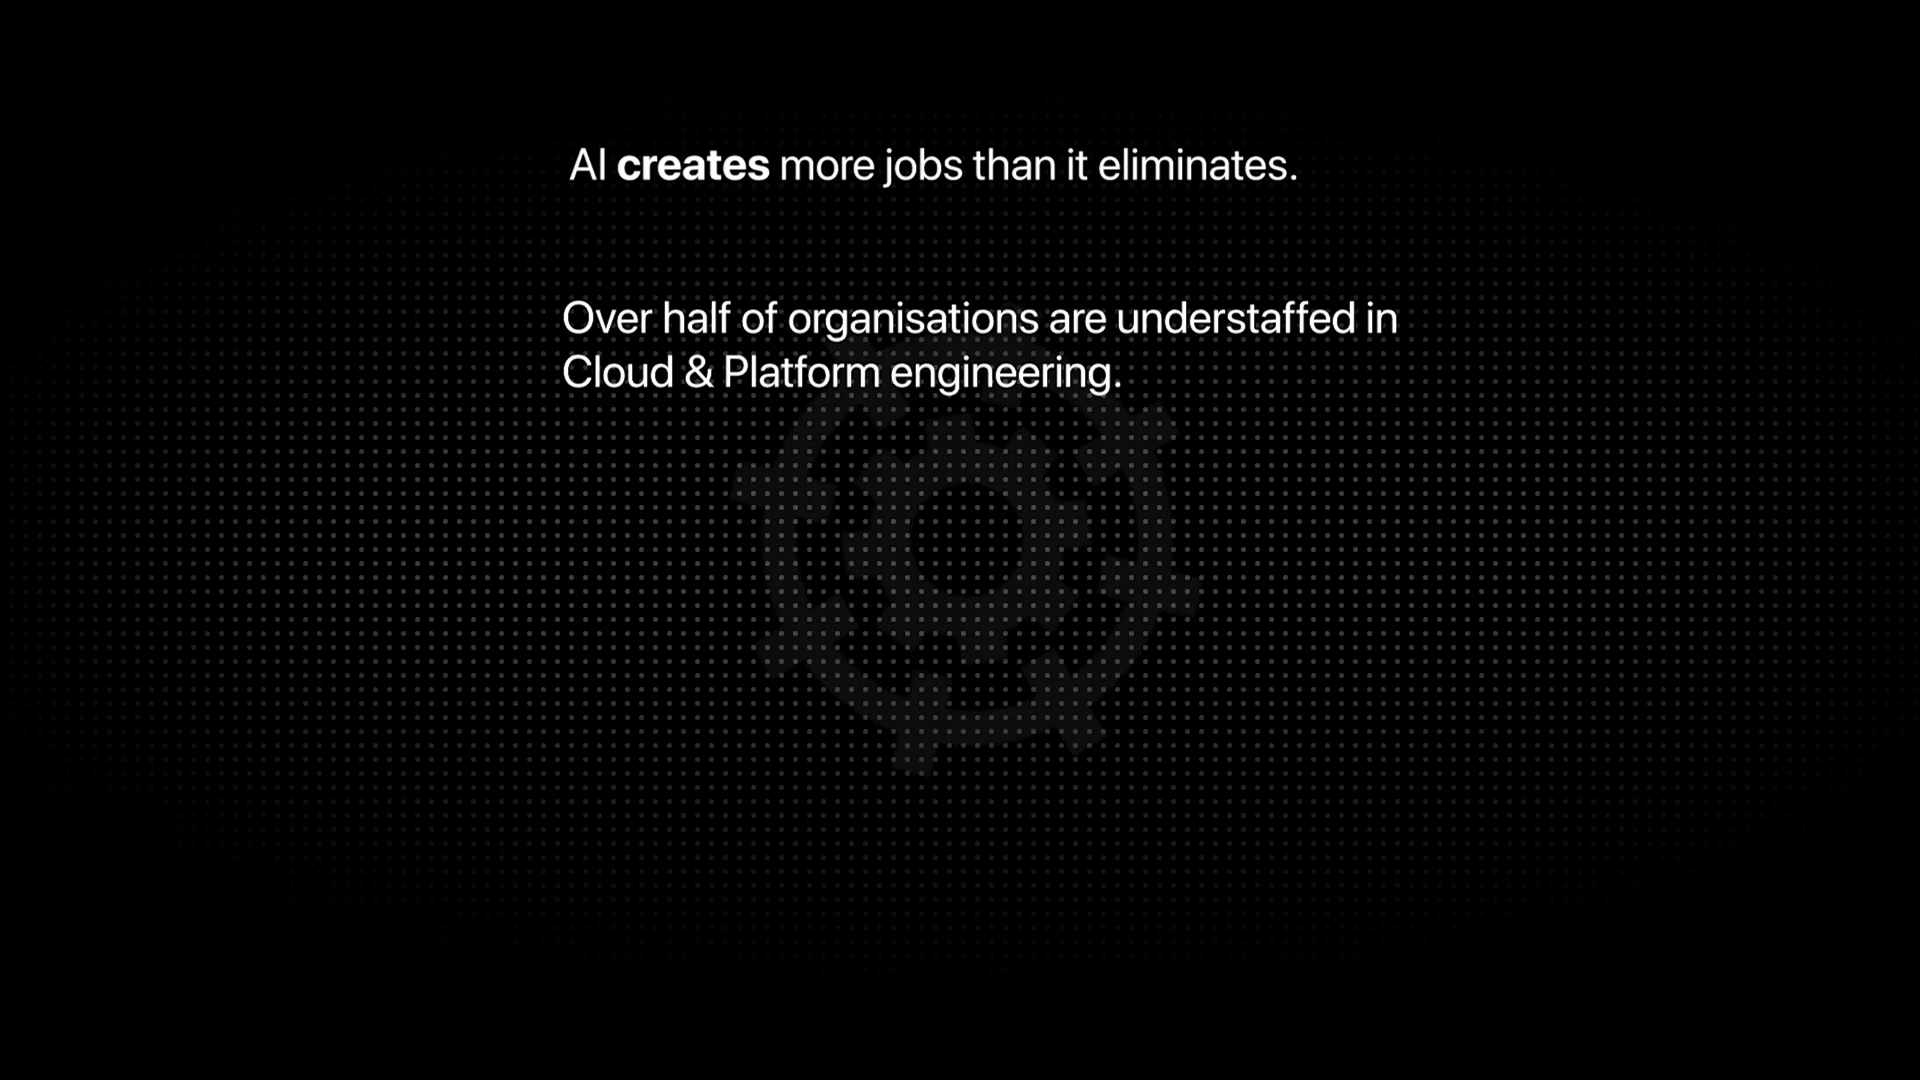 AI creates more jobs than it eliminates.
Over half of organisations are understaffed in
Cloud & Platform engineering.